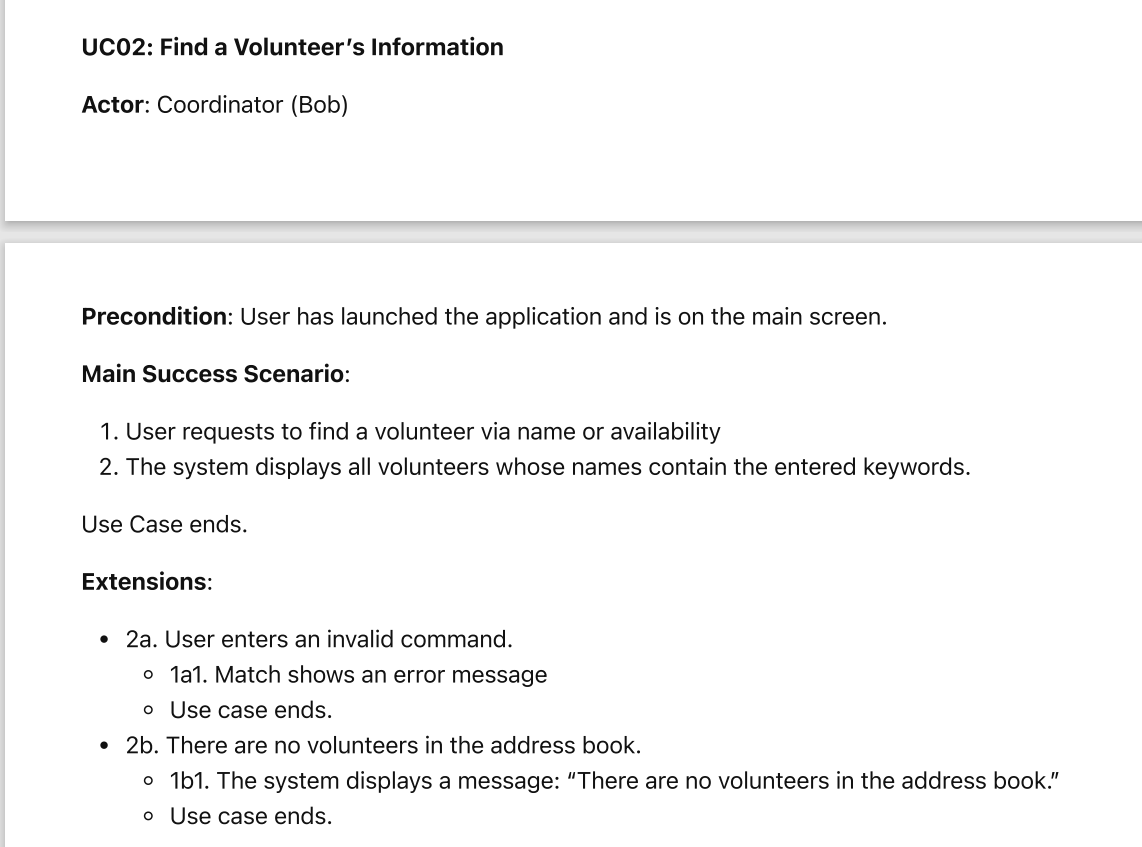 UC02: Find a Volunteer’s Information
Actor: Coordinator (Bob)
Precondition: User has launched the application and is on the main screen.
Main Success Scenario:
1. User requests to find a volunteer via name or availability
2. The system displays all volunteers whose names contain the entered keywords.
Use Case ends.
Extensions:
• 2a. User enters an invalid command.
◦ 1a1. Match shows an error message
◦ Use case ends.
• 2b. There are no volunteers in the address book.
◦ 1b1. The system displays a message: “There are no volunteers in the address book.”
◦ Use case ends.